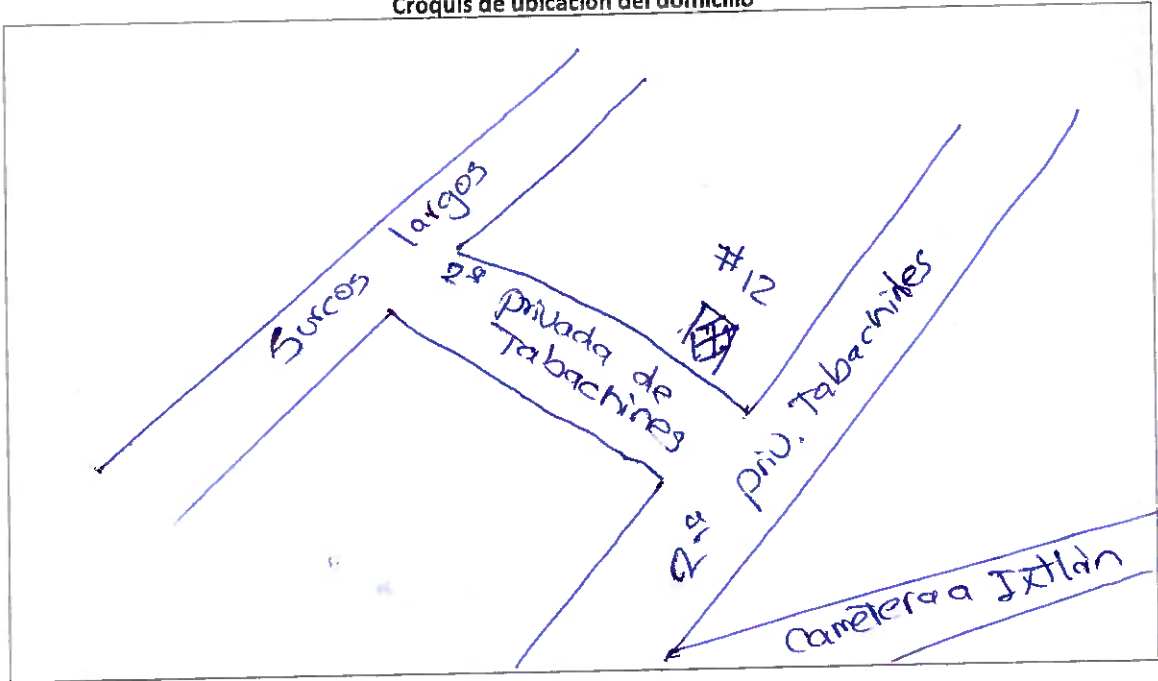 Croquis de ubicación del domicilio
Surcos largos
2ª privada de
Tabachines
#12
2ª priv. Tabachines
Carretera a Ixtlán